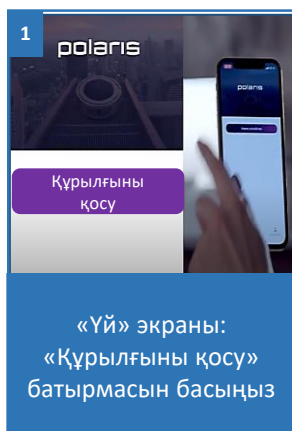 1
polaris
polaris
Құрылғыны
қосу
«Үй» экраны:
«Құрылғыны қосу»
батырмасын басыңыз